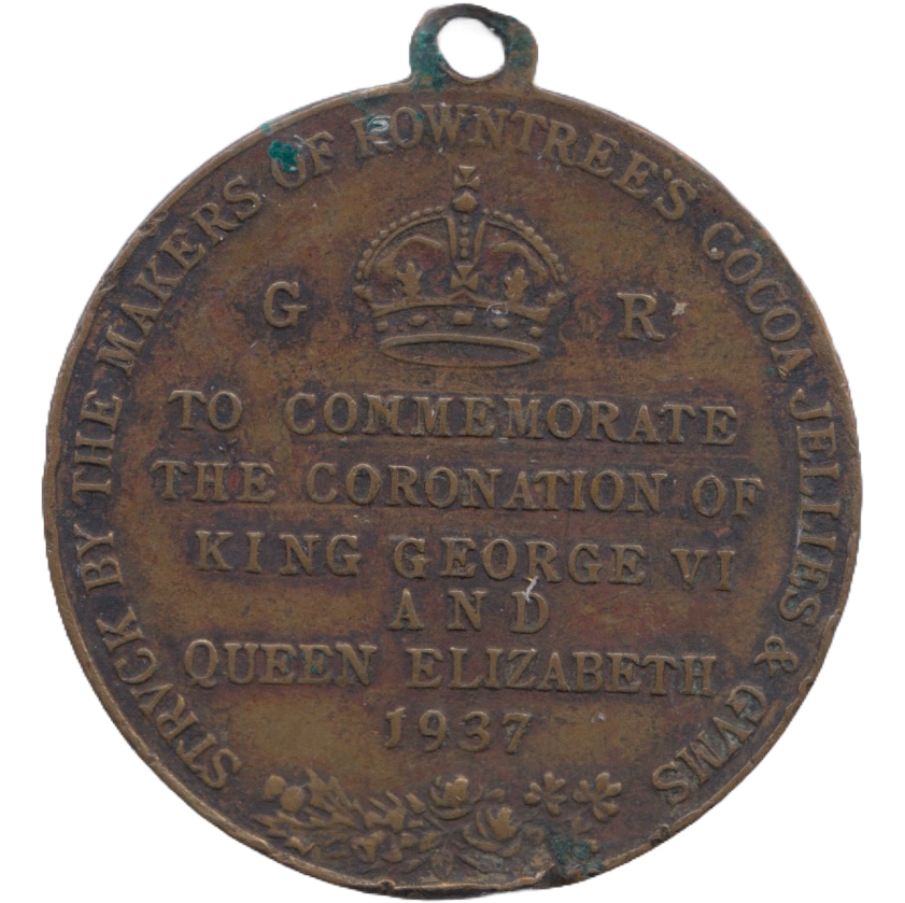 STRVCK BY THE MAKERS OF ROWNTREE'S COCOA JELLIES & GVMS
G R
TO COMMEMORATE
THE CORONATION OF
KING GEORGE VI
AND
QUEEN ELIZABETH
1937